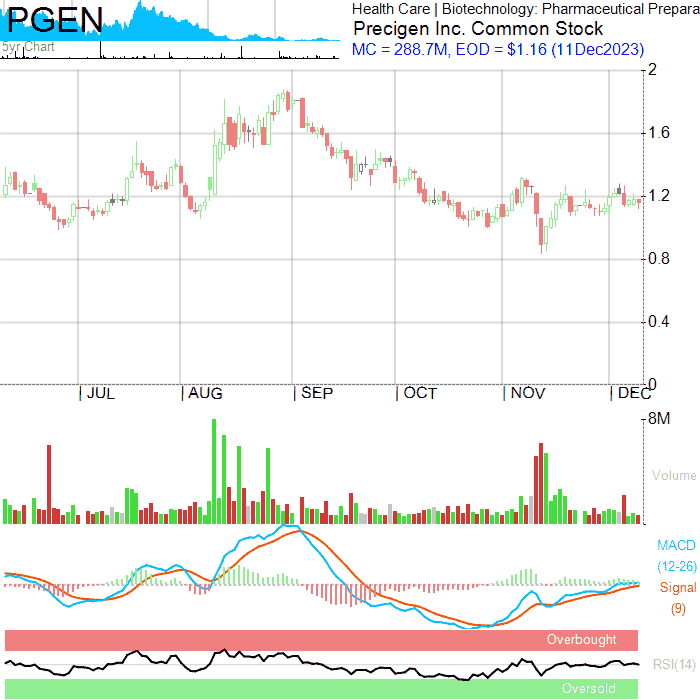 PGEN
5yr Chart
Health Care | Biotechnology: Pharmaceutical Prepara
Precigen Inc. Common Stock
MC = 288.7M, EOD = $1.16 (11Dec2023)
2
1.6
1.2
0.8
0.4
0
| JUL | AUG | SEP | OCT | NOV | DEC
8M
Volume
MACD
(12-26)
Signal
(9)
Overbought
RSI(14)
Oversold